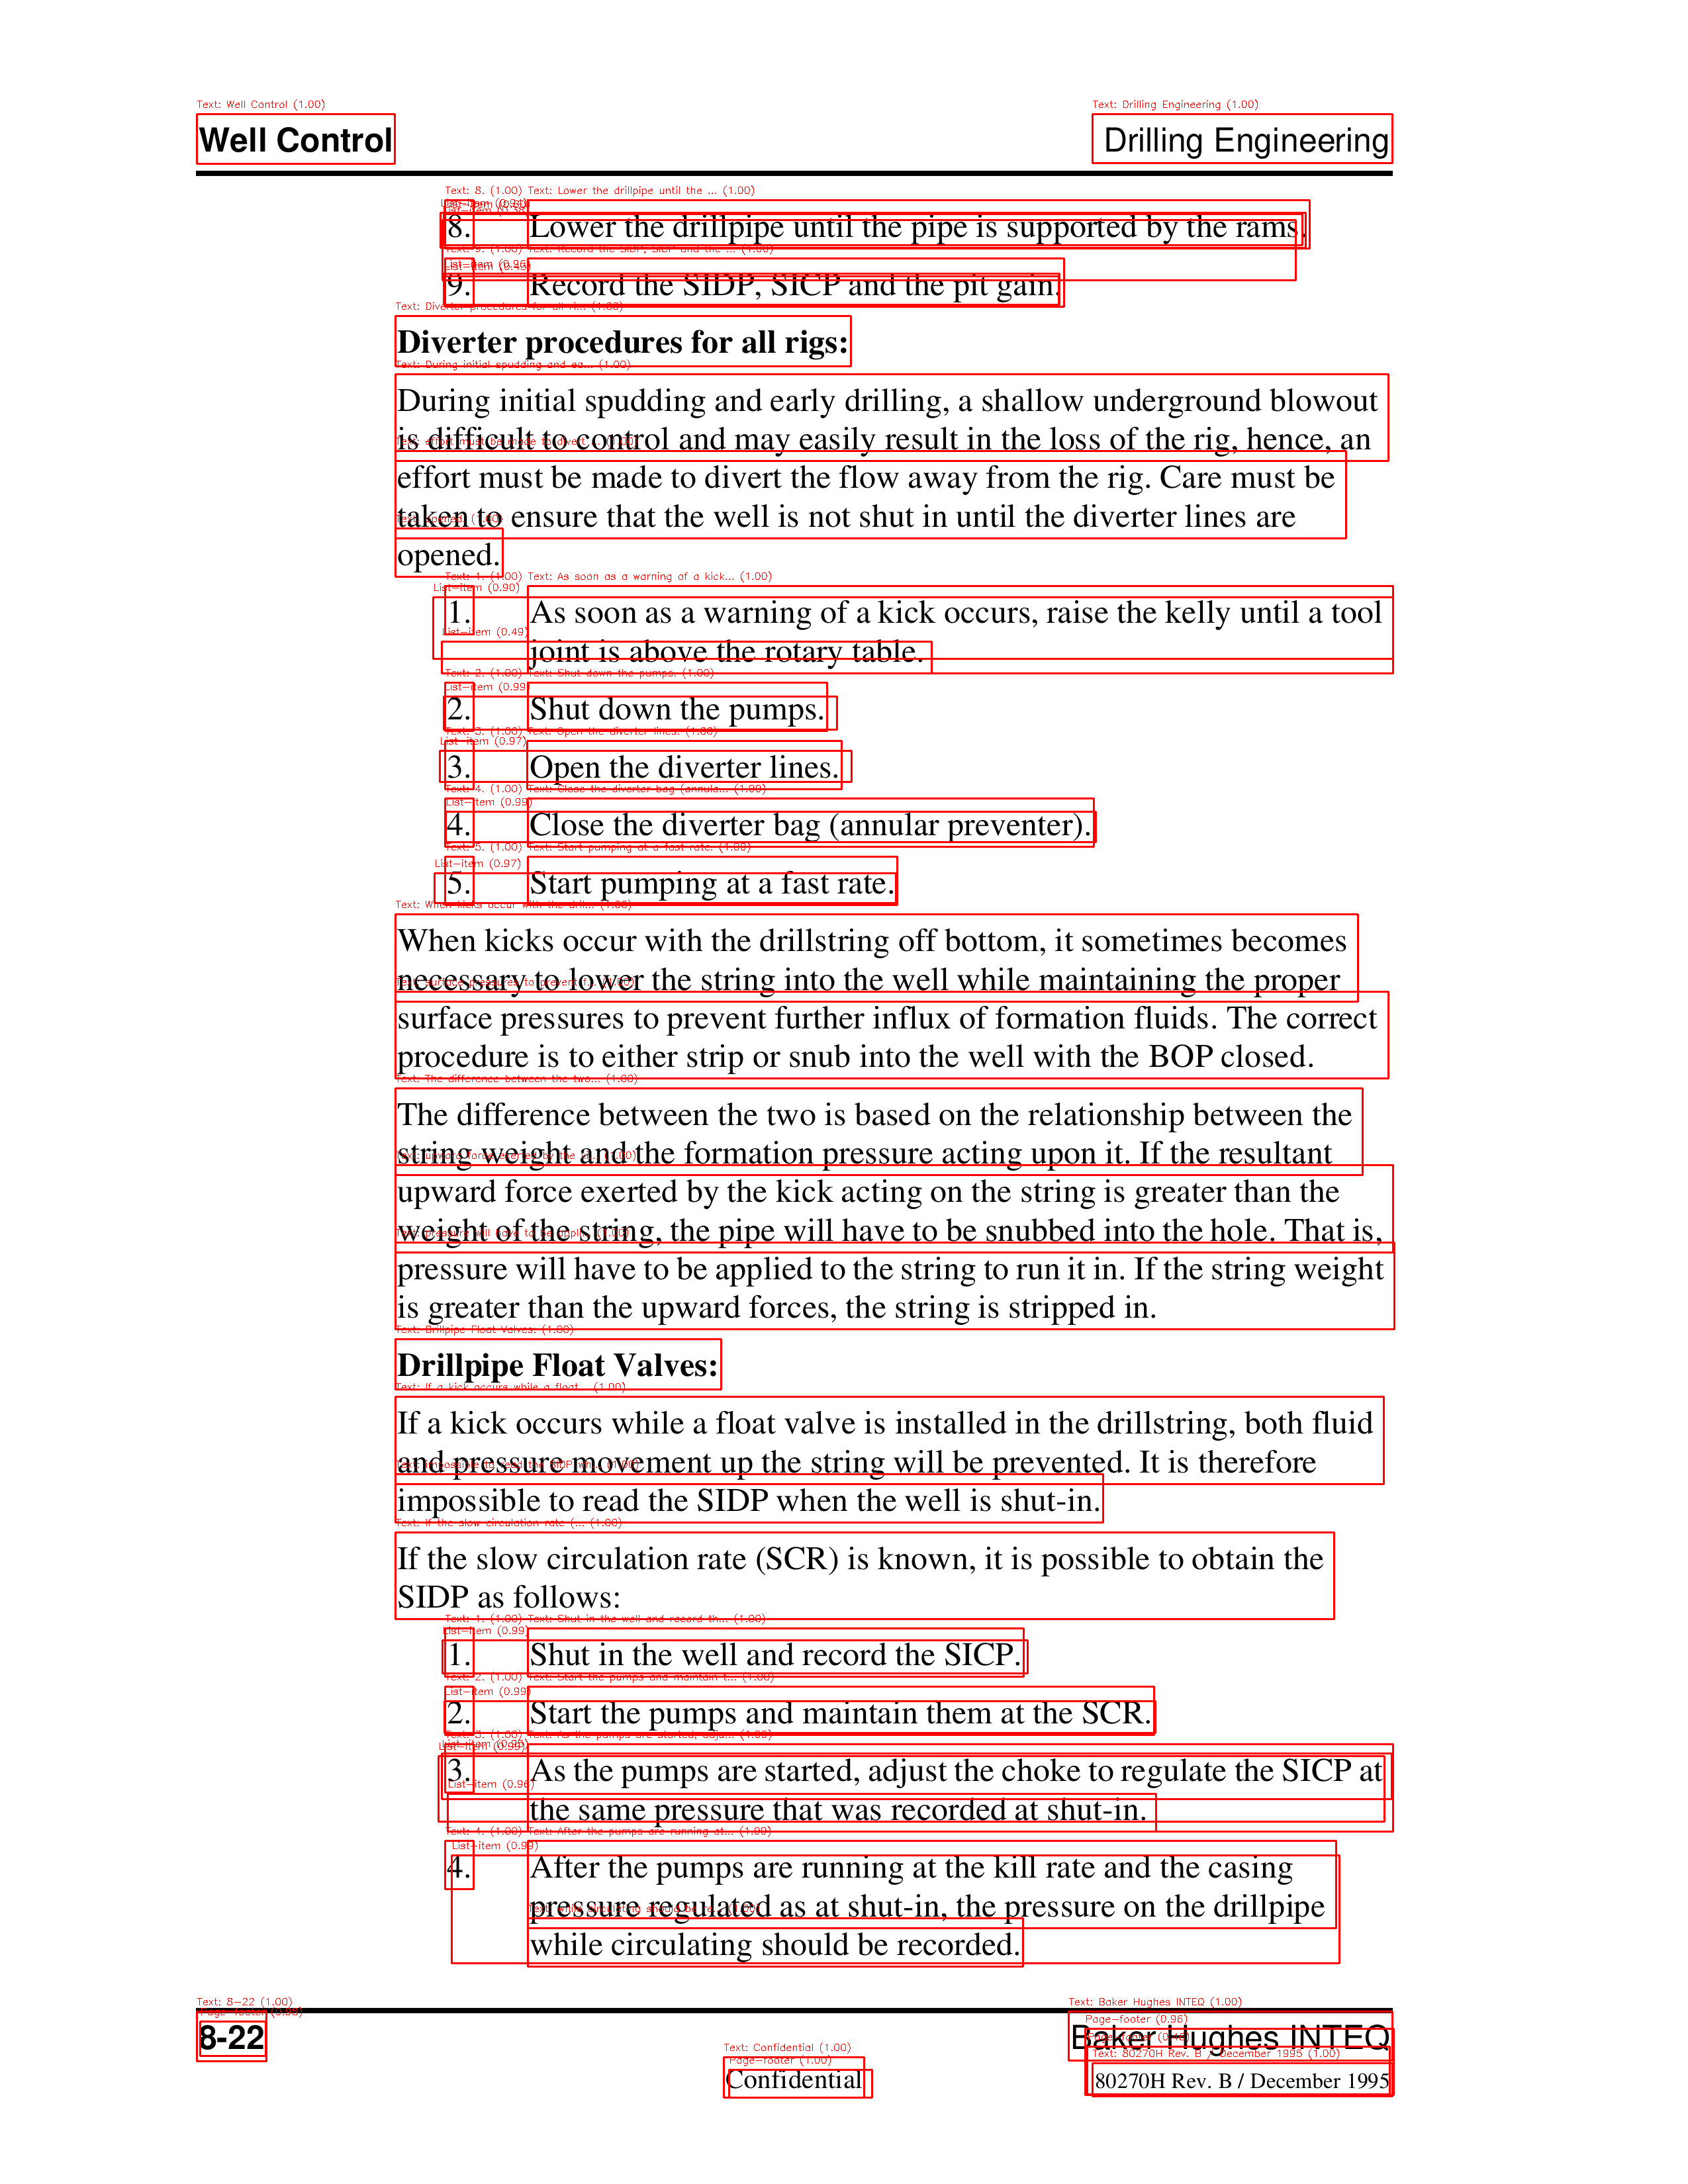 Well Control
Drilling Engineering
8. Lower the drillpipe until the pipe is supported by the rams.
9. Record the SIDP, SICP and the pit gain.
Diverter procedures for all rigs:
During initial spudding and early drilling, a shallow underground blowout
is difficult to control and may easily result in the loss of the rig, hence, an
effort must be made to divert the flow away from the rig. Care must be
taken to ensure that the well is not shut in until the diverter lines are
opened.
1. As soon as a warning of a kick occurs, raise the kelly until a tool
joint is above the rotary table.
2. Shut down the pumps.
3. Open the diverter lines.
4. Close the diverter bag (annular preventer).
5. Start pumping at a fast rate.
When kicks occur with the drillstring off bottom, it sometimes becomes
necessary to lower the string into the well while maintaining the proper
surface pressures to prevent further influx of formation fluids. The correct
procedure is to either strip or snub into the well with the BOP closed.
The difference between the two is based on the relationship between the
string weight and the formation pressure acting upon it. If the resultant
upward force exerted by the kick acting on the string is greater than the
weight of the string, the pipe will have to be snubbed into the hole. That is,
pressure will have to be applied to the string to run it in. If the string weight
is greater than the upward forces, the string is stripped in.
Drillpipe Float Valves:
If a kick occurs while a float valve is installed in the drillstring, both fluid
and pressure movement up the string will be prevented. It is therefore
impossible to read the SIDP when the well is shut-in.
If the slow circulation rate (SCR) is known, it is possible to obtain the
SIDP as follows:
1. Shut in the well and record the SICP.
2. Start the pumps and maintain them at the SCR.
3. As the pumps are started, adjust the choke to regulate the SICP at
the same pressure that was recorded at shut-in.
4. After the pumps are running at the kill rate and the casing
pressure regulated as at shut-in, the pressure on the drillpipe
while circulating should be recorded.
8-22
Baker Hughes INTEQ
Confidential
80270H Rev. B / December 1995